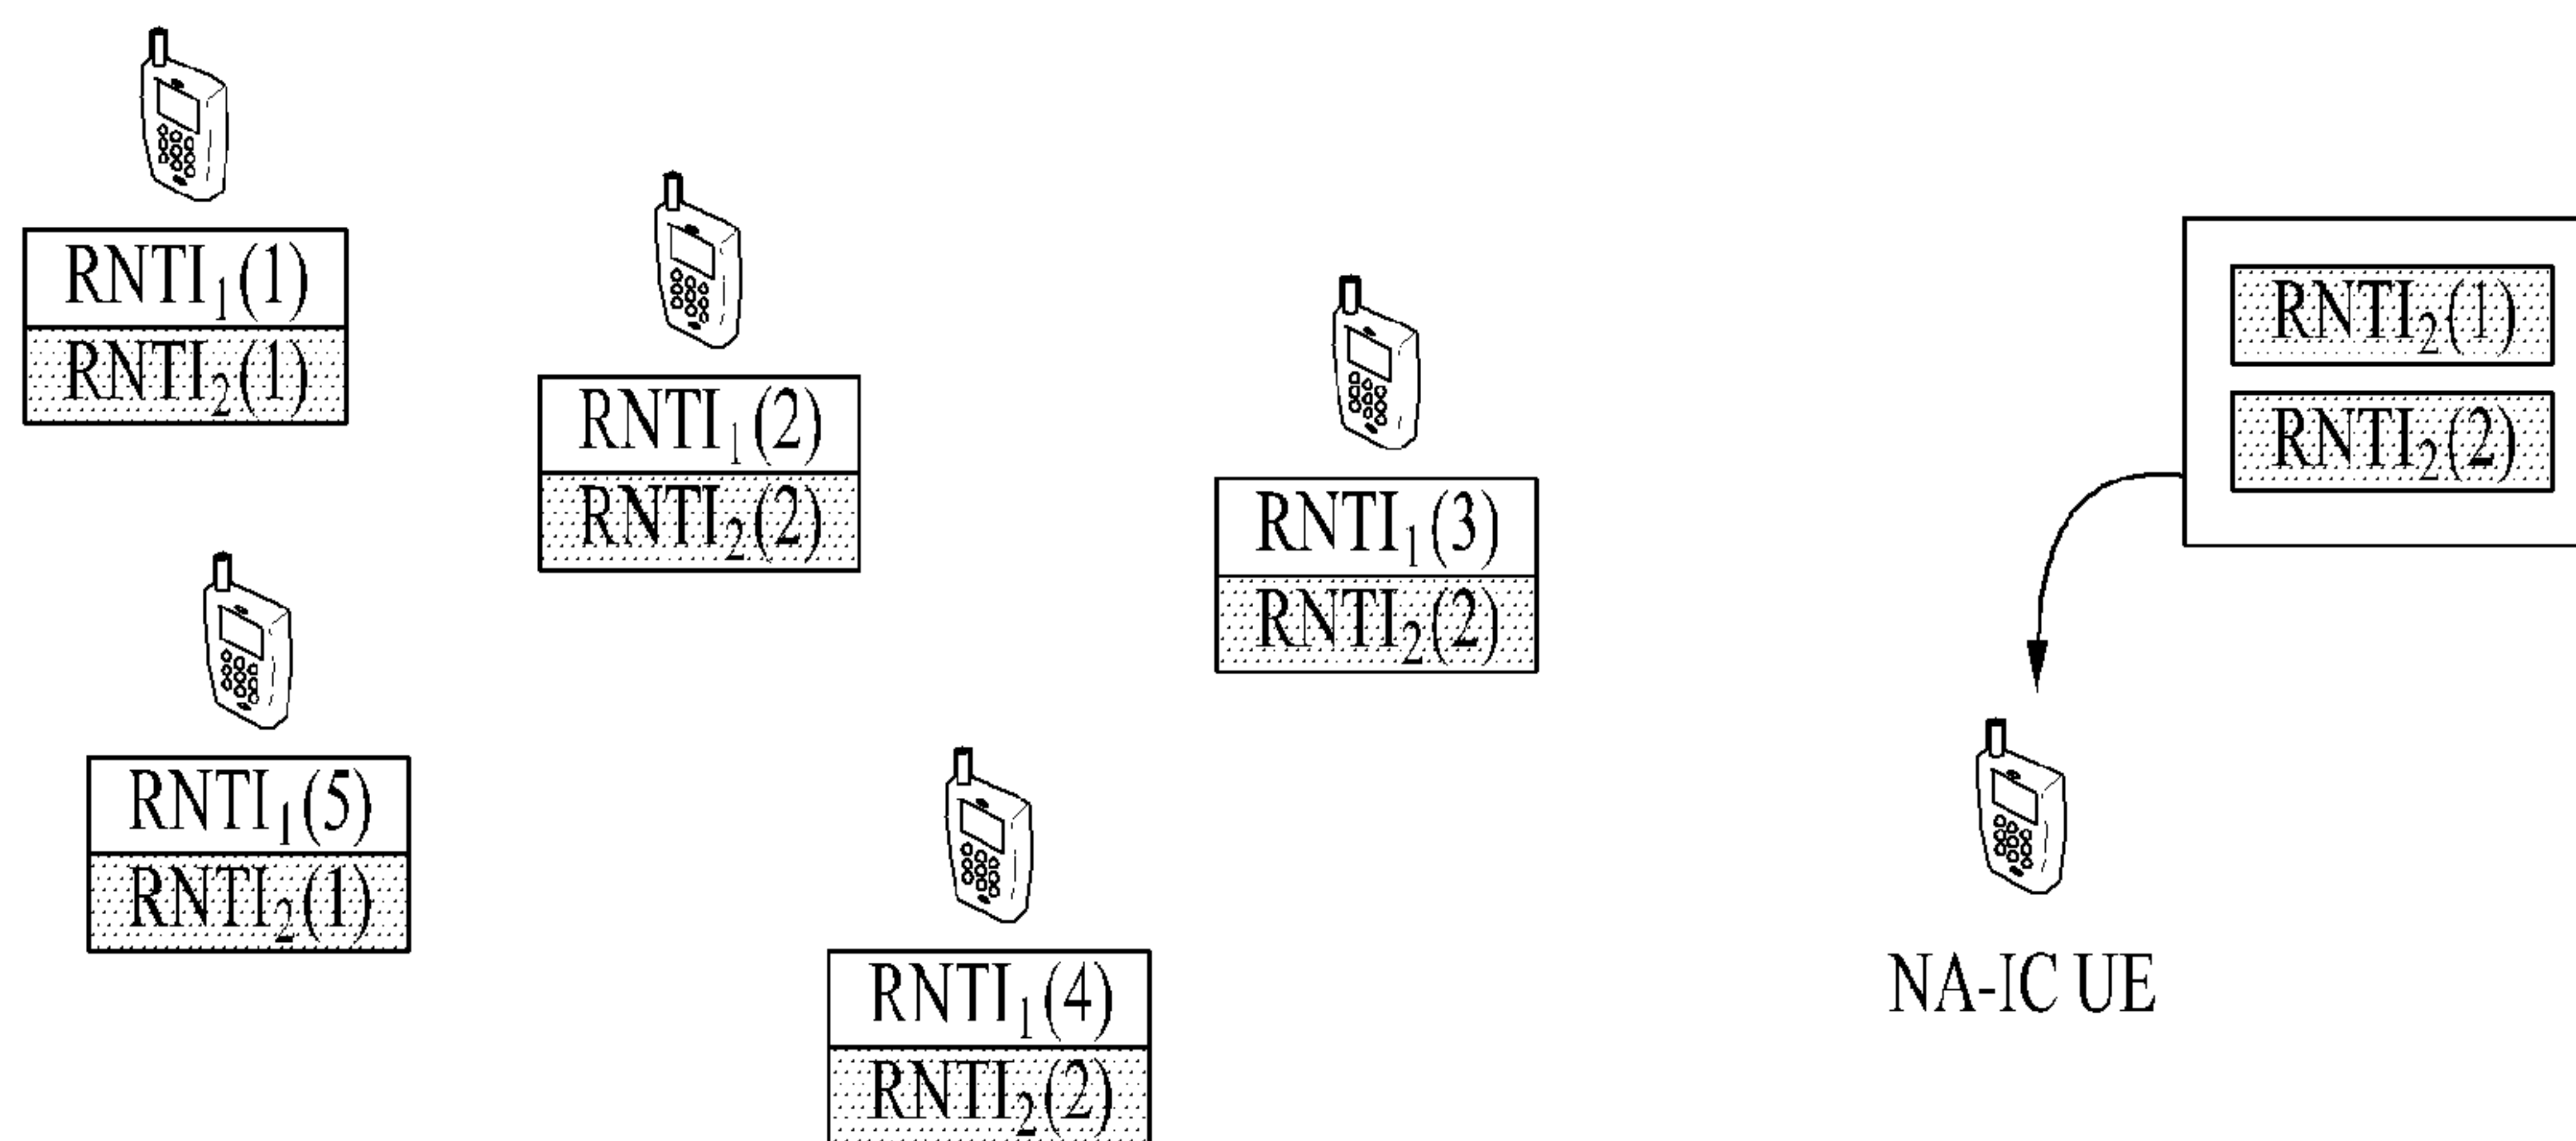 RNTI₁(1)
RNTI₂(1)
RNTI₁(2)
RNTI₂(2)
RNTI₁(3)
RNTI₂(2)
RNTI₂(1)
RNTI₂(2)
RNTI₁(5)
RNTI₂(1)
RNTI₁(4)
RNTI₂(2)
NA-IC UE